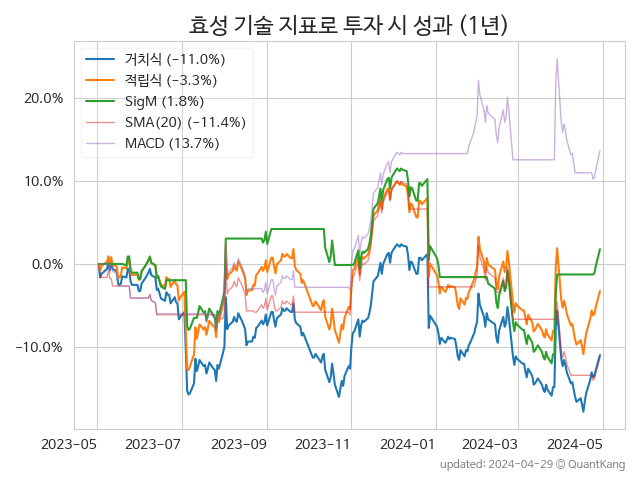 효성 기술 지표로 투자 시 성과 (1년)
거치식 (−11.0%)
적립식 (−3.3%)
SigM (1.8%)
SMA(20) (−11.4%)
MACD (13.7%)
20.0%
10.0%
0.0%
−10.0%
2023-05 2023-07 2023-09 2023-11 2024-01 2024-03 2024-05
updated: 2024-04-29 © QuantKang